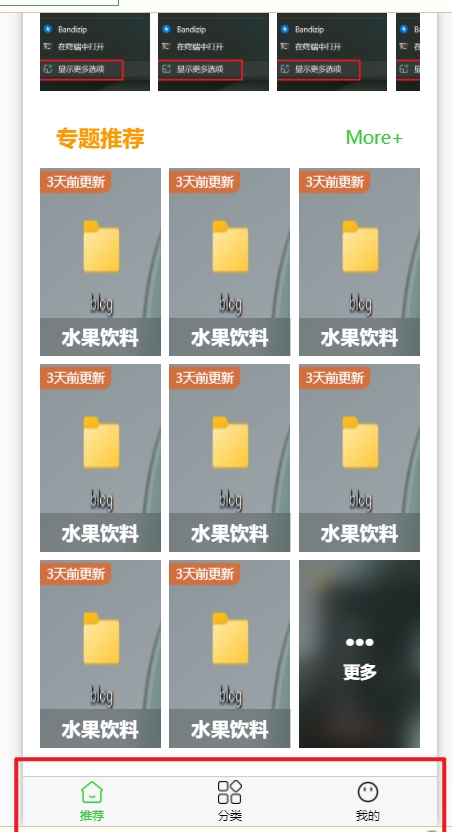 Bandizip
Bandizip
Bandizip
Ban
在终端中打开
在终端中打开
在终端中打开
在终
显示更多选项
显示更多选项
显示更多选项
显示
专题推荐
More+
3天前更新
3天前更新
3天前更新
blog
blog
blog
水果饮料
水果饮料
水果饮料
3天前更新
3天前更新
3天前更新
blog
blog
blog
水果饮料
水果饮料
水果饮料
3天前更新
3天前更新
blog
blog
更多
水果饮料
水果饮料
推荐
分类
我的